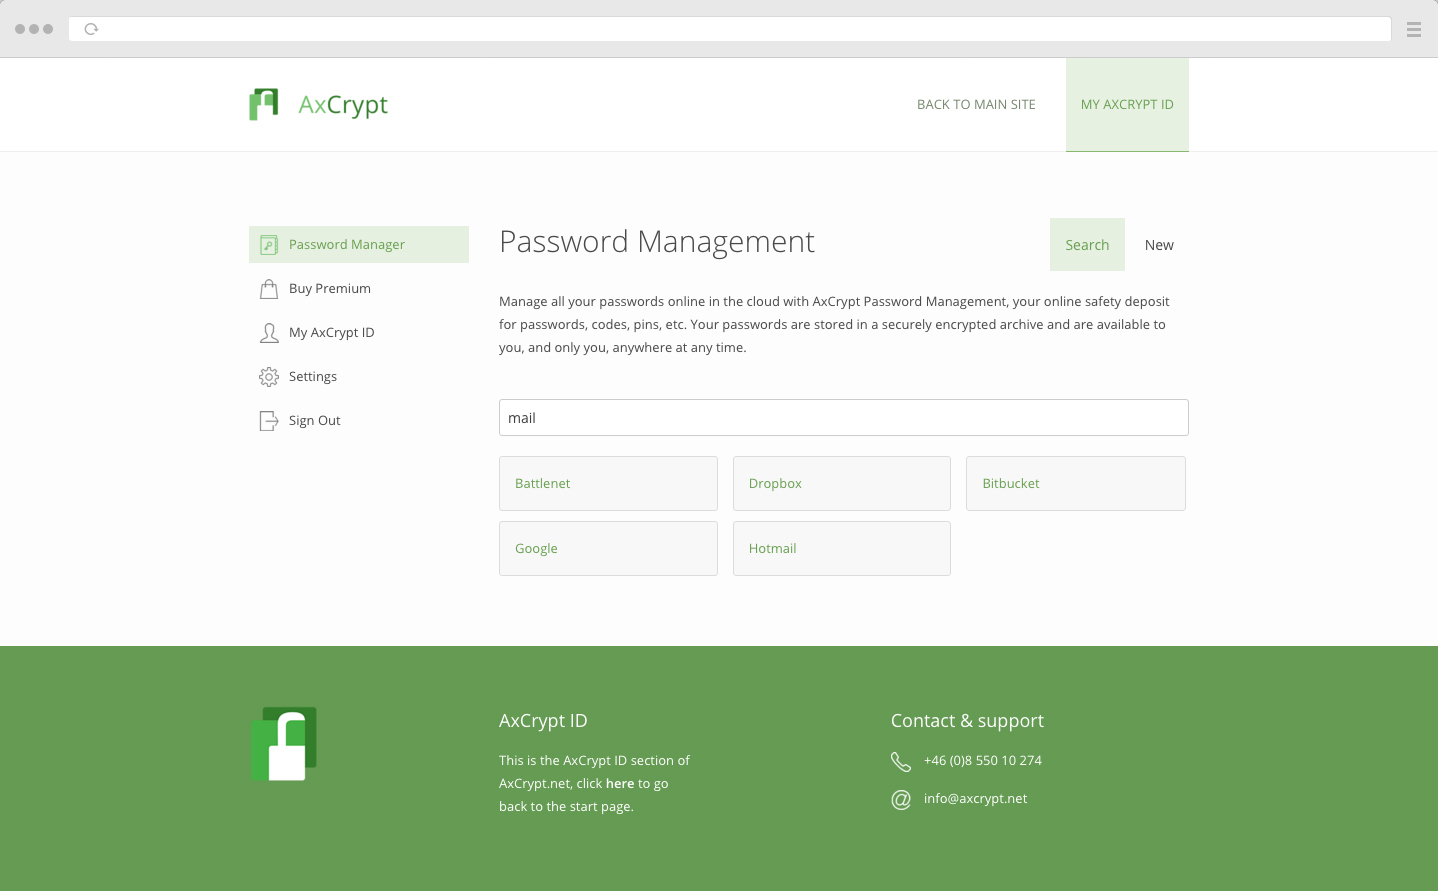 AxCrypt
BACK TO MAIN SITE
MY AXCRYPT ID
Password Manager
Buy Premium
My AxCrypt ID
Settings
Sign Out
Password Management
Search
New
Manage all your passwords online in the cloud with AxCrypt Password Management, your online safety deposit
for passwords, codes, pins, etc. Your passwords are stored in a securely encrypted archive and are available to
you, and only you, anywhere at any time.
mail
Battlenet
Dropbox
Bitbucket
Google
Hotmail
AxCrypt ID
This is the AxCrypt ID section of
AxCrypt.net, click here to go
back to the start page.
Contact & support
+46 (0)8 550 10 274
info@axcrypt.net